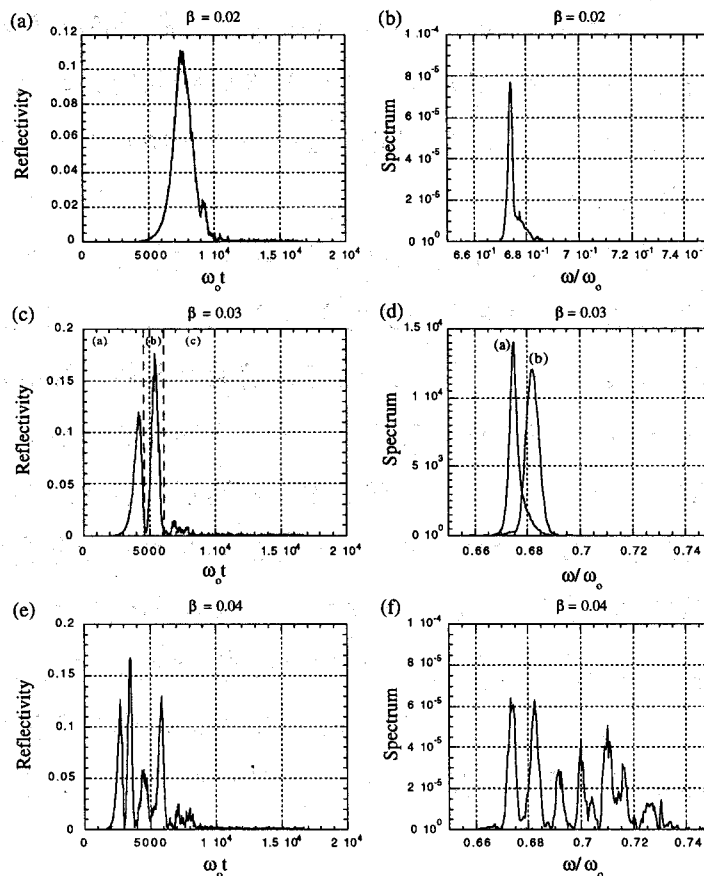 (a) β = 0.02
Reflectivity
0.12
0.1
0.08
0.06
0.04
0.02
0
0 5000 1 10⁴ 1.5 10⁴ 2 10⁴
ω₀t
(b) β = 0.02
Spectrum
1 10⁻⁴
8 10⁻⁵
6 10⁻⁵
4 10⁻⁵
2 10⁻⁵
0 10⁰
6.6 10⁻¹ 6.8 10⁻¹ 7 10⁻¹ 7.2 10⁻¹ 7.4 10⁻¹
ω/ω₀
(c) β = 0.03
Reflectivity
0.2
0.15
0.1
0.05
0
(a) (b) (c)
0 5000 1 10⁴ 1.5 10⁴ 2 10⁴
ω₀t
(d) β = 0.03
Spectrum
1.5 10⁴
1 10⁴
5 10³
0 10⁰
(a)
(b)
0.66 0.68 0.7 0.72 0.74
ω/ω₀
(e) β = 0.04
Reflectivity
0.2
0.15
0.1
0.05
0
0 5000 1 10⁴ 1.5 10⁴ 2 10⁴
ω₀t
(f) β = 0.04
Spectrum
1 10⁻⁴
8 10⁻⁵
6 10⁻⁵
4 10⁻⁵
2 10⁻⁵
0 10⁰
0.66 0.68 0.7 0.72 0.74
ω/ω₀